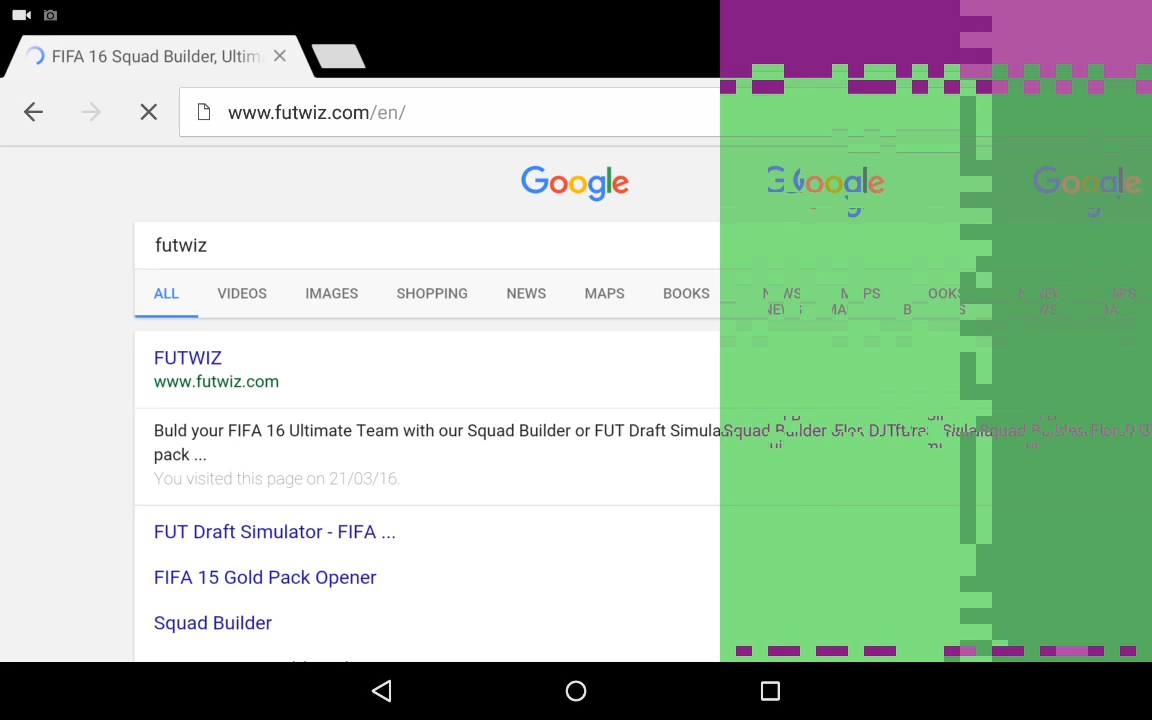 FIFA 16 Squad Builder, Ultim
www.futwiz.com/en/
Google
futwiz
ALL VIDEOS IMAGES SHOPPING NEWS MAPS BOOKS
FUTWIZ
www.futwiz.com
Buld your FIFA 16 Ultimate Team with our Squad Builder or FUT Draft Simula
pack ...
You visited this page on 21/03/16.
FUT Draft Simulator - FIFA ...
FIFA 15 Gold Pack Opener
Squad Builder